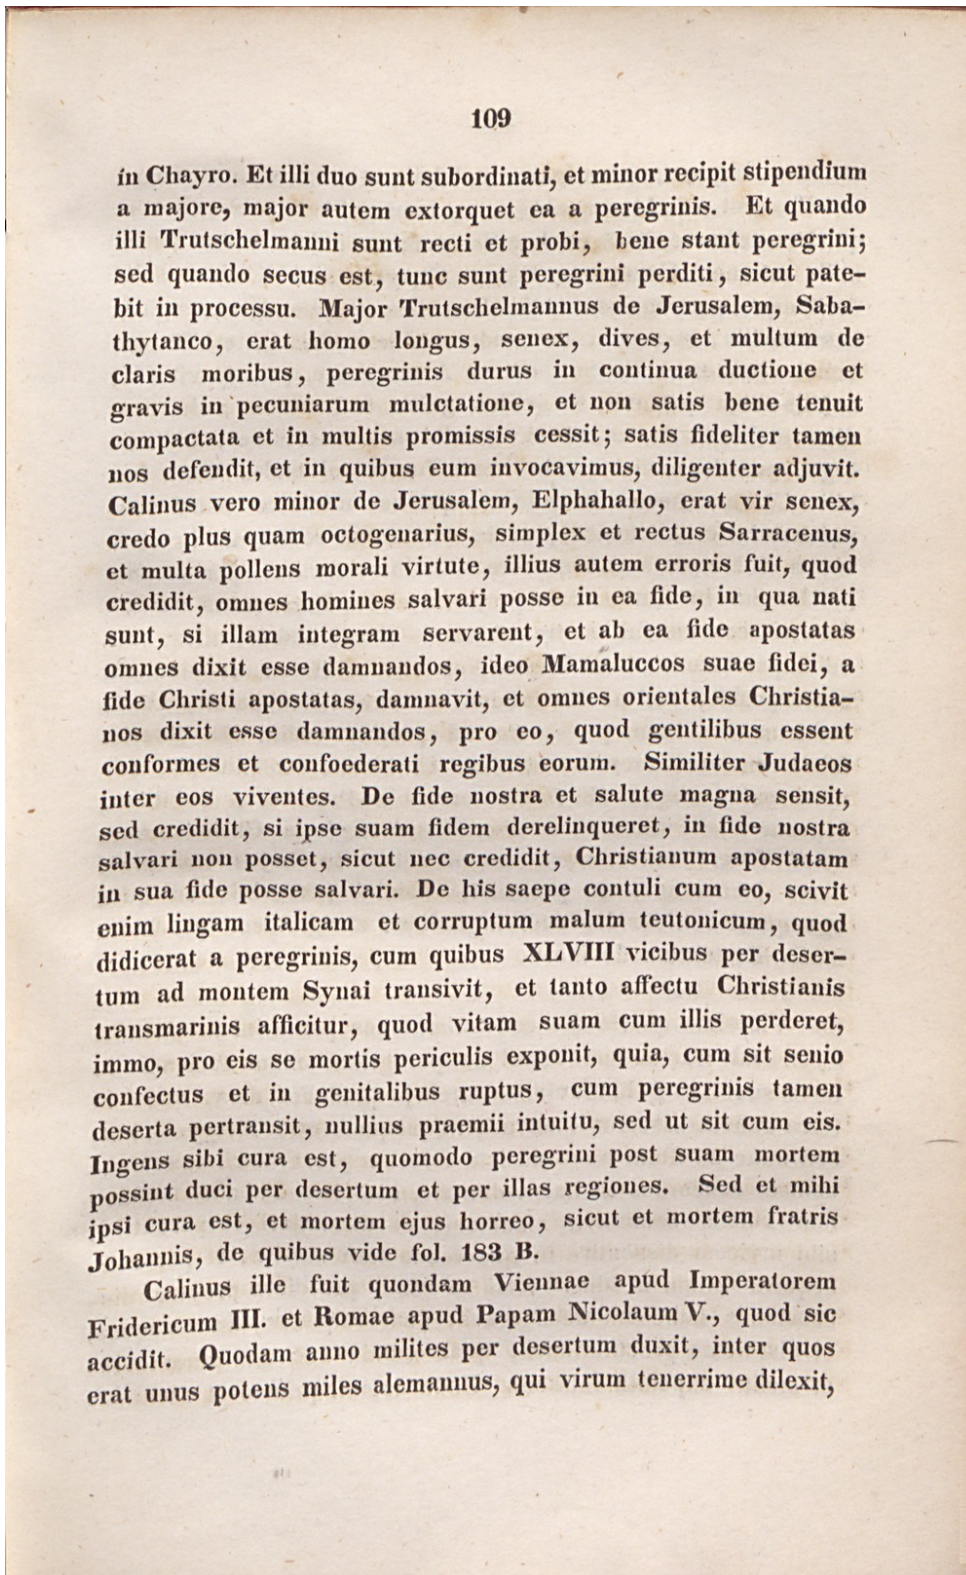 109
in Chayro. Et illi duo sunt subordinati, et minor recipit stipendium
a majore, major autem extorquet ea a peregrinis. Et quando
illi Trutschelmanni sunt recti et probi, bene stant peregrini;
sed quando secus est, tunc sunt peregrini perditi, sicut pate-
bit in processu. Major Trutschelmannus de Jerusalem, Saba-
thytanco, erat homo longus, senex, dives, et multum de
claris moribus, peregrinis durus in continua ductione et
gravis in pecuniarum mulctatione, et non satis bene tenuit
compactata et in multis promissis cessit; satis fideliter tamen
nos defendit, et in quibus eum invocavimus, diligenter adjuvit.
Calinus vero minor de Jerusalem, Elphahallo, erat vir senex,
credo plus quam octogenarius, simplex et rectus Sarracenus,
et multa pollens morali virtute, illius autem erroris fuit, quod
credidit, omnes homines salvari posse in ea fide, in qua nati
sunt, si illam integram servarent, et ab ea fide apostatas
omnes dixit esse damnandos, ideo Mamaluccos suae fidei, a
fide Christi apostatas, damnavit, et omnes orientales Christia-
nos dixit esse damnandos, pro eo, quod gentilibus essent
conformes et confoederati regibus eorum. Similiter Judaeos
inter eos viventes. De fide nostra et salute magna sensit,
sed credidit, si ipse suam fidem derelinqueret, in fide nostra
salvari non posset, sicut nec credidit, Christianum apostatam
in sua fide posse salvari. De his saepe contuli cum eo, scivit
enim lingam italicam et corruptum malum teutonicum, quod
didicerat a peregrinis, cum quibus XLVIII vicibus per deser-
tum ad montem Synai transivit, et tanto affectu Christianis
transmarinis afficitur, quod vitam suam cum illis perderet,
immo, pro eis se mortis periculis exponit, quia, cum sit senio
confectus et in genitalibus ruptus, cum peregrinis tamen
deserta pertransit, nullius praemii intuitu, sed ut sit cum eis.
Ingens sibi cura est, quomodo peregrini post suam mortem
possint duci per desertum et per illas regiones. Sed et mihi
ipsi cura est, et mortem ejus horreo, sicut et mortem fratris
Johannis, de quibus vide fol. 183 B.
Calinus ille fuit quondam Viennae apud Imperatorem
Fridericum III. et Romae apud Papam Nicolaum V., quod sic
accidit. Quodam anno milites per desertum duxit, inter quos
erat unus potens miles alemannus, qui virum tenerrime dilexit,